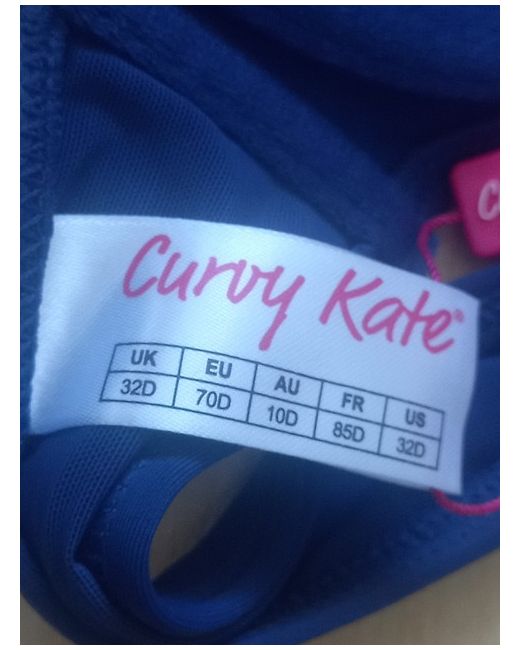 Curvy Kate®
UK EU AU FR US
32D 70D 10D 85D 32D
C